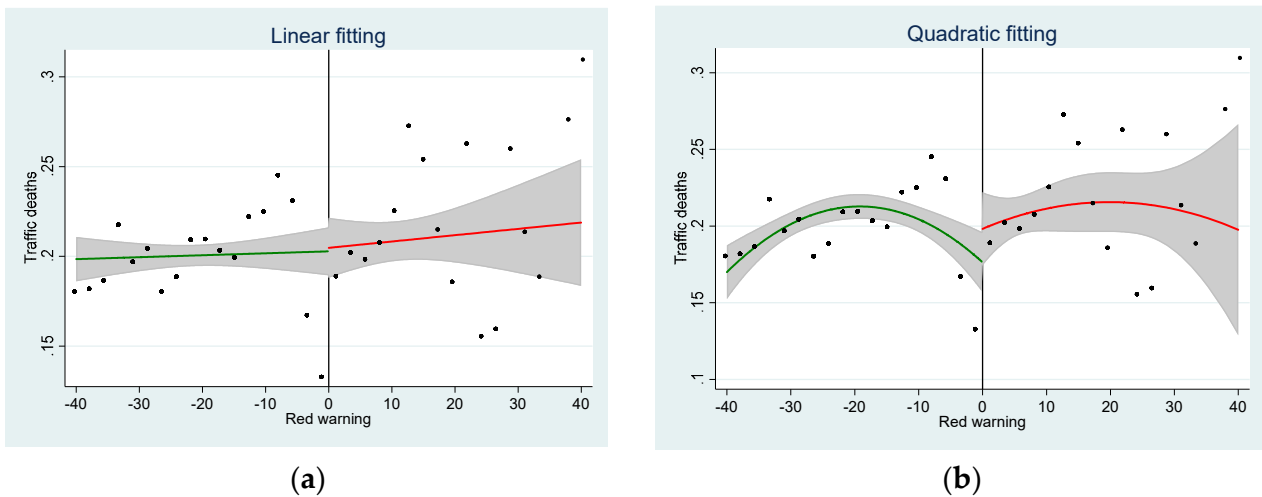 Linear fitting
Traffic deaths
.3
.25
.2
.15
-40 -30 -20 -10 0 10 20 30 40
Red warning
(a)
Quadratic fitting
Traffic deaths
.3
.25
.2
.15
.1
-40 -30 -20 -10 0 10 20 30 40
Red warning
(b)